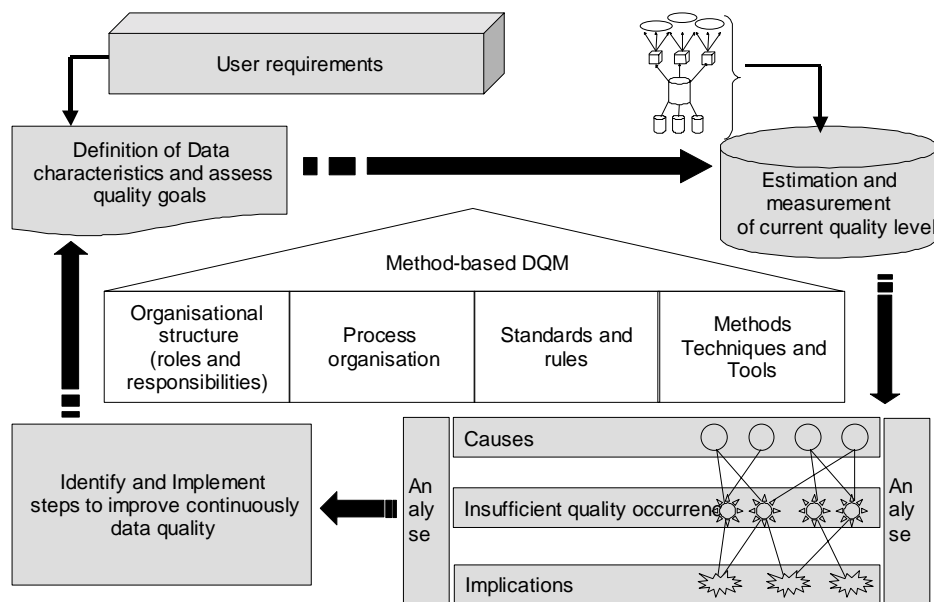 User requirements
Definition of Data
characteristics and assess
quality goals
Estimation and
measurement
of current quality level
Method-based DQM
Organisational
structure
(roles and
responsibilities)
Process
organisation
Standards and
rules
Methods
Techniques and
Tools
Identify and Implement
steps to improve continuously
data quality
An
aly
se
Causes
Insufficient quality occurrenc
Implications
An
aly
se